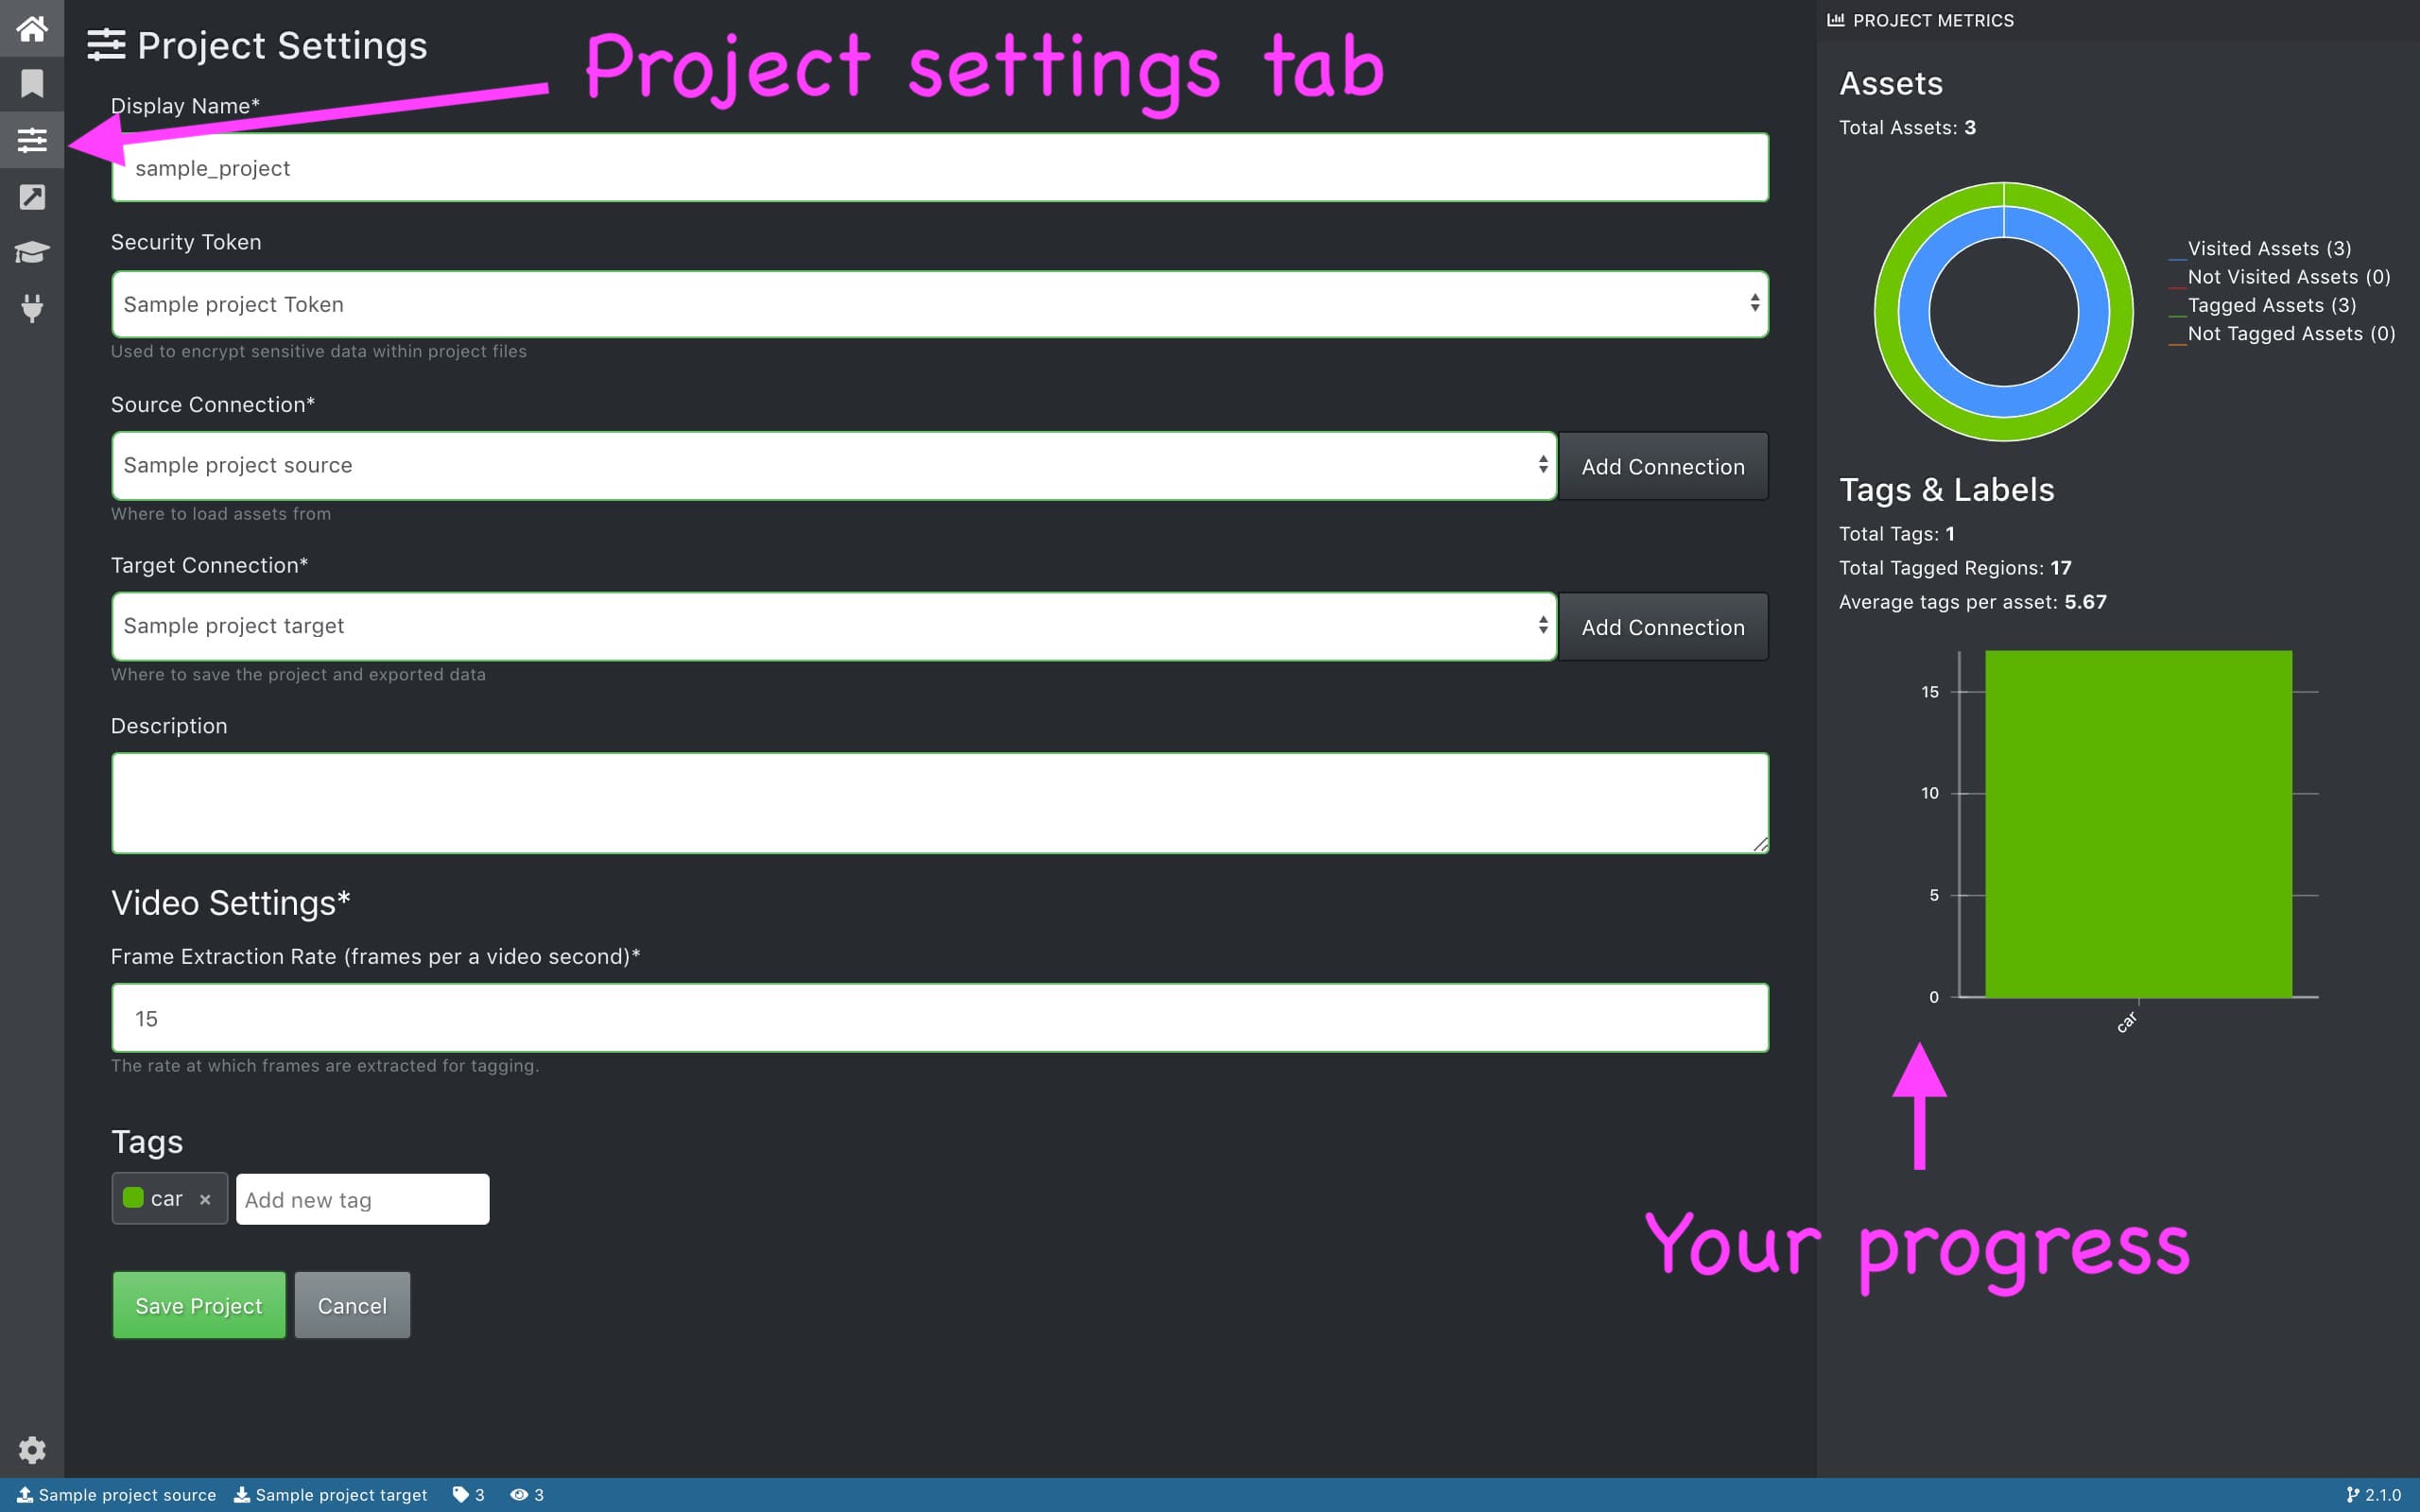 Project Settings
Project settings tab
Display Name*
sample_project
Security Token
Sample project Token
Used to encrypt sensitive data within project files
Source Connection*
Sample project source
Add Connection
Where to load assets from
Target Connection*
Sample project target
Add Connection
Where to save the project and exported data
Description
Video Settings*
Frame Extraction Rate (frames per a video second)*
15
The rate at which frames are extracted for tagging.
Tags
car ×
Add new tag
Save Project
Cancel
PROJECT METRICS
Assets
Total Assets: 3
Visited Assets (3)
Not Visited Assets (0)
Tagged Assets (3)
Not Tagged Assets (0)
Tags & Labels
Total Tags: 1
Total Tagged Regions: 17
Average tags per asset: 5.67
15
10
5
0
car
Your progress
Sample project source
Sample project target
3
3
2.1.0